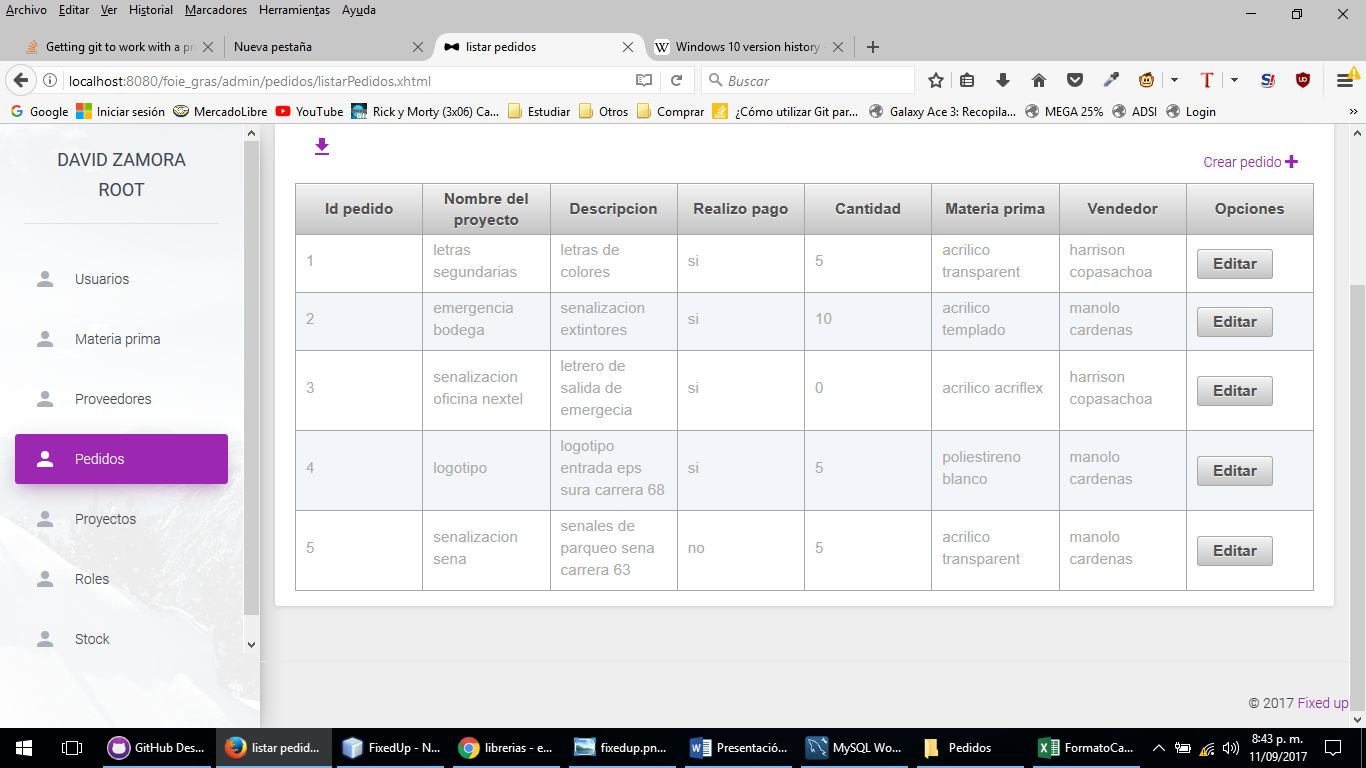 Archivo Editar Ver Historial Marcadores Herramientas Ayuda
Getting git to work with a pr
Nueva pestaña
listar pedidos
Windows 10 version history
localhost:8080/foie_gras/admin/pedidos/listarPedidos.xhtml
Buscar
Google Iniciar sesión MercadoLibre YouTube Rick y Morty (3x06) Ca... Estudiar Otros Comprar ¿Cómo utilizar Git par... Galaxy Ace 3: Recopila... MEGA 25% ADSI Login
DAVID ZAMORA
ROOT
Usuarios
Materia prima
Proveedores
Pedidos
Proyectos
Roles
Stock
Crear pedido
Id pedido
Nombre del
proyecto
Descripcion
Realizo pago
Cantidad
Materia prima
Vendedor
Opciones
1
letras
segundarias
letras de
colores
si
5
acrilico
transparent
harrison
copasachoa
Editar
2
emergencia
bodega
senalizacion
extintores
si
10
acrilico
templado
manolo
cardenas
Editar
3
senalizacion
oficina nextel
letrero de
salida de
emergecia
si
0
acrilico acriflex
harrison
copasachoa
Editar
4
logotipo
logotipo
entrada eps
sura carrera 68
si
5
poliestireno
blanco
manolo
cardenas
Editar
5
senalizacion
sena
senales de
parqueo sena
carrera 63
no
5
acrilico
transparent
manolo
cardenas
Editar
© 2017 Fixed up
GitHub Des...
listar pedid...
FixedUp - N...
librerias - e...
fixedup.pn...
Presentació...
MySQL Wo...
Pedidos
FormatoCa...
8:43 p. m.
11/09/2017